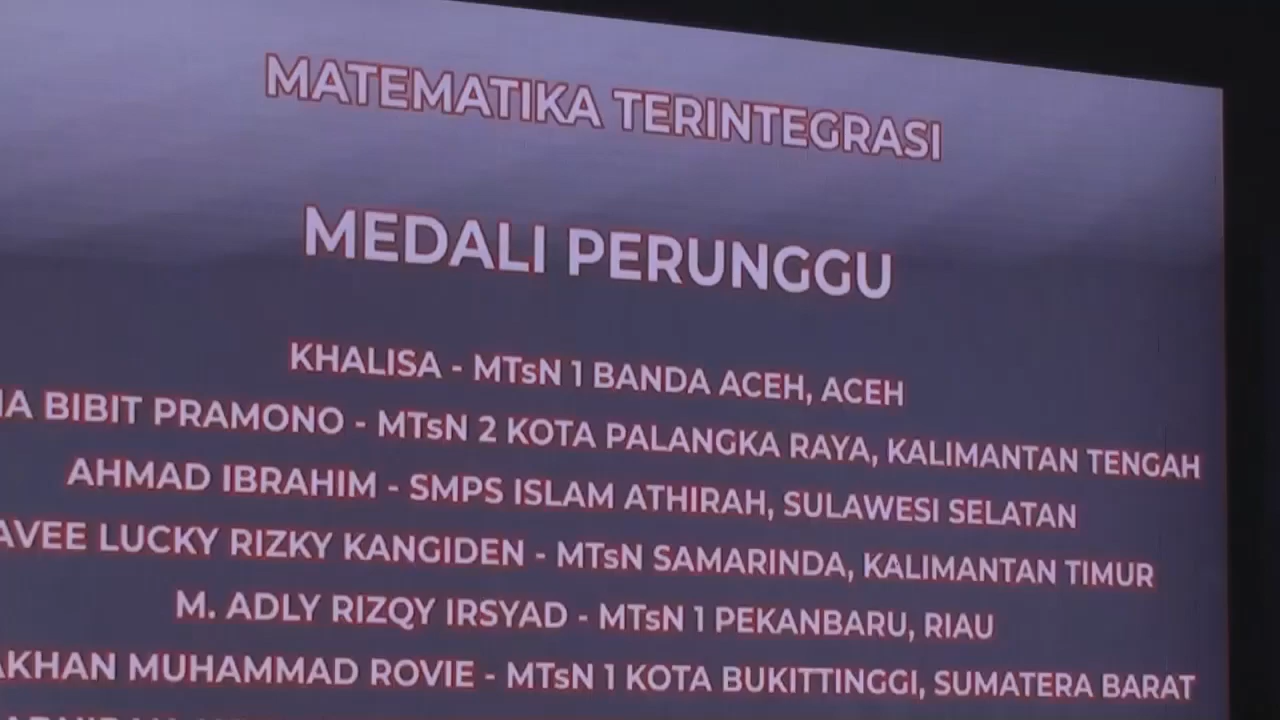 MATEMATIKA TERINTEGRASI
MEDALI PERUNGGU
KHALISA - MTsN 1 BANDA ACEH, ACEH
BIBIT PRAMONO - MTsN 2 KOTA PALANGKA RAYA, KALIMANTAN TENGAH
AHMAD IBRAHIM - SMPS ISLAM ATHIRAH, SULAWESI SELATAN
LUCKY RIZKY KANGIDEN - MTsN SAMARINDA, KALIMANTAN TIMUR
M. ADLY RIZQY IRSYAD - MTsN 1 PEKANBARU, RIAU
MUHAMMAD ROVIE - MTsN 1 KOTA BUKITTINGGI, SUMATERA BARAT